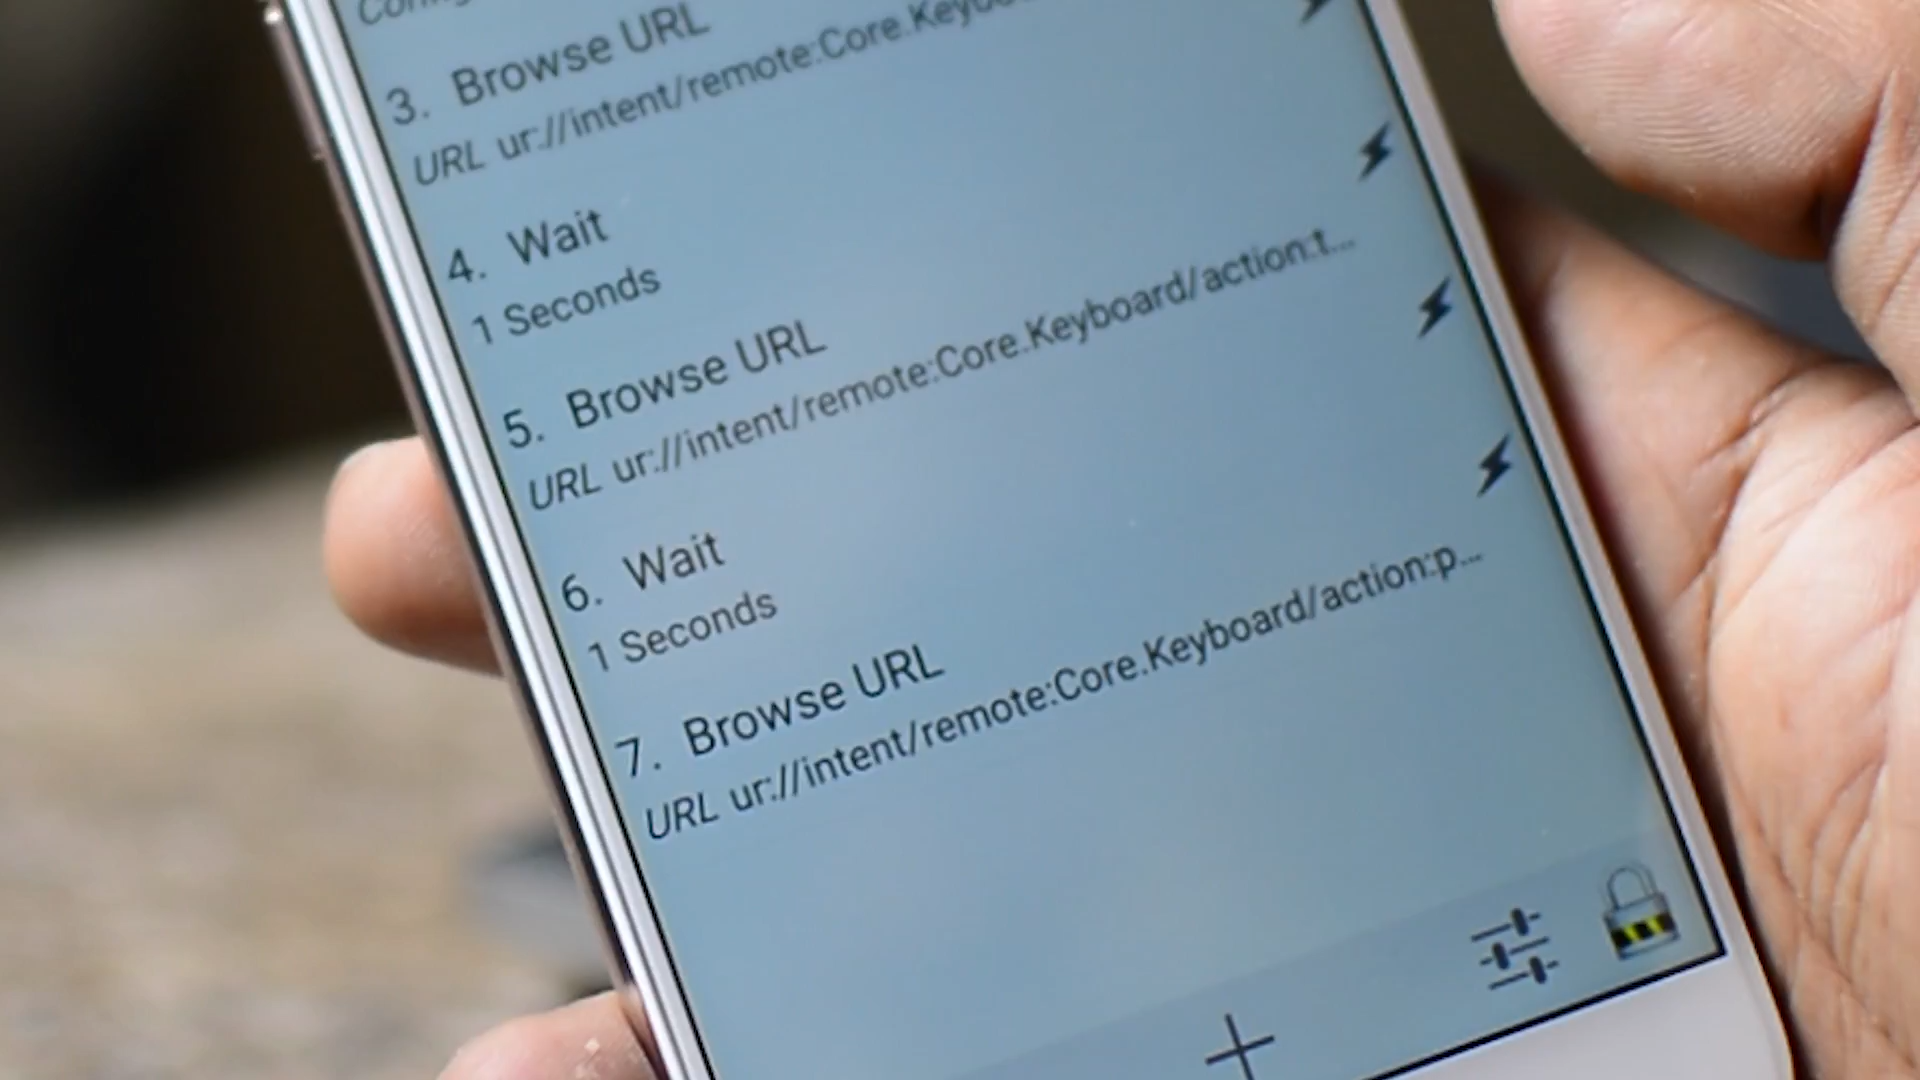 3. Browse URL
URL ur://intent/remote:Core.Keybo
4. Wait
1 Seconds
5. Browse URL
URL ur://intent/remote:Core.Keyboard/action:t...
6. Wait
1 Seconds
7. Browse URL
URL ur://intent/remote:Core.Keyboard/action:p...